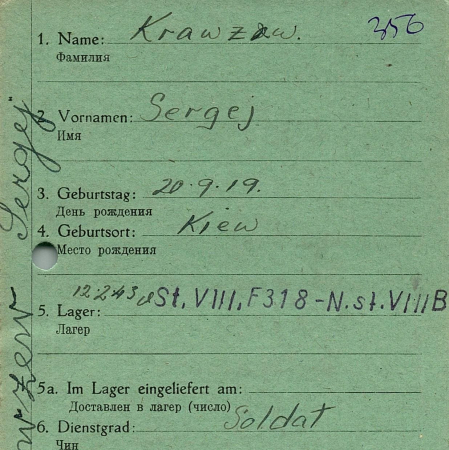 356
1. Name: Krawzew.
Фамилия
2. Vornamen: Sergej
Имя
3. Geburtstag: 20.9.19.
День рождения
4. Geburtsort: Kiew
Место рождения
12.2.43 St. VIII, F318-N. st. VIII B
5. Lager:
Лагерь
5a. Im Lager eingeliefert am:
Доставлен в лагерь (число)
6. Dienstgrad: Soldat
Чин
Sergej